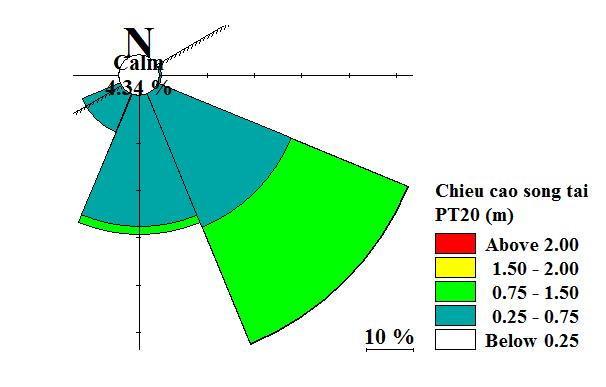 N
Calm
4.34 %
Chieu cao song tai
PT20 (m)
Above 2.00
1.50 - 2.00
0.75 - 1.50
0.25 - 0.75
Below 0.25
10 %